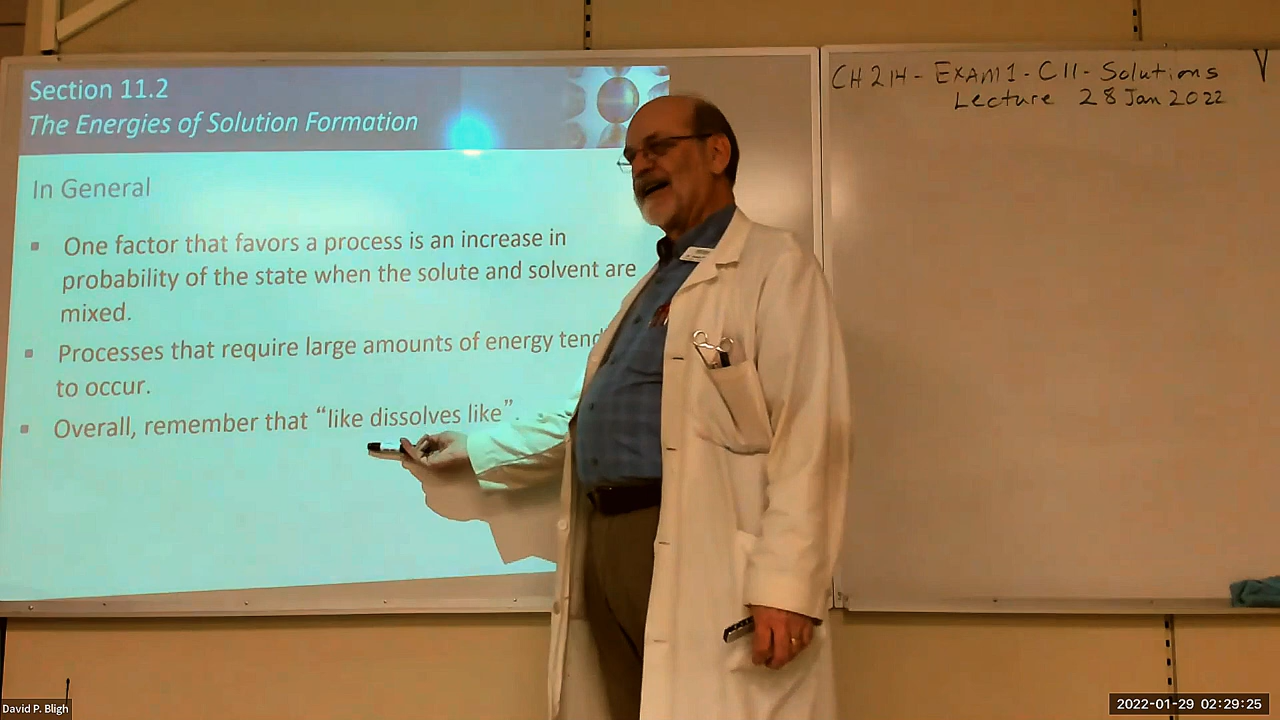 Section 11.2
The Energies of Solution Formation
In General
One factor that favors a process is an increase in
probability of the state when the solute and solvent are
mixed.
Processes that require large amounts of energy tend
to occur.
Overall, remember that “like dissolves like”.
CH 214 - EXAM 1 - C11 - Solutions
Lecture 28 Jan 2022
David P. Bligh
2022-01-29 02:29:25